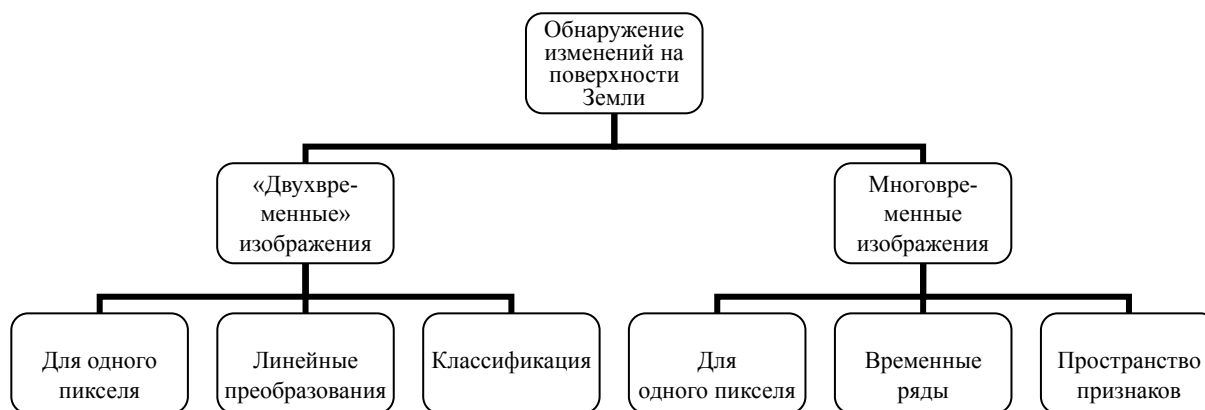 Обнаружение
изменений на
поверхности
Земли
«Двухвре-
менные»
изображения
Многовре-
менные
изображения
Для одного
пикселя
Линейные
преобразования
Классификация
Для
одного пикселя
Временные
ряды
Пространство
признаков